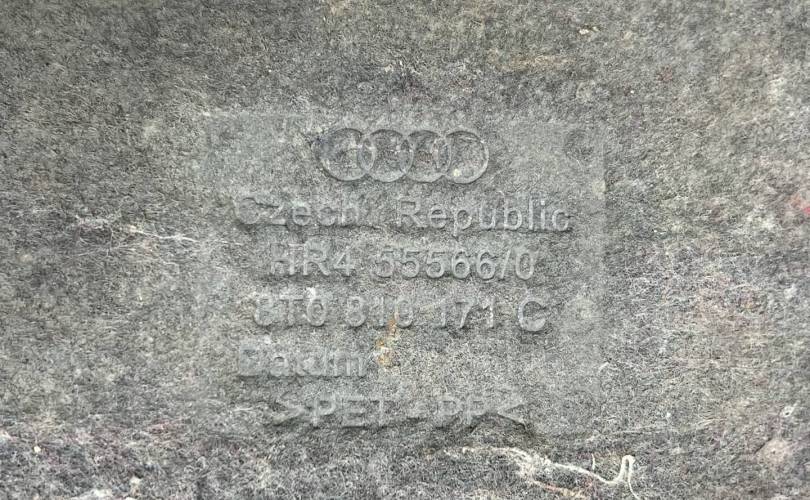 Czech Republic
HR4 55566/0
8T0 810 171 C
Datum
>PET - PP<